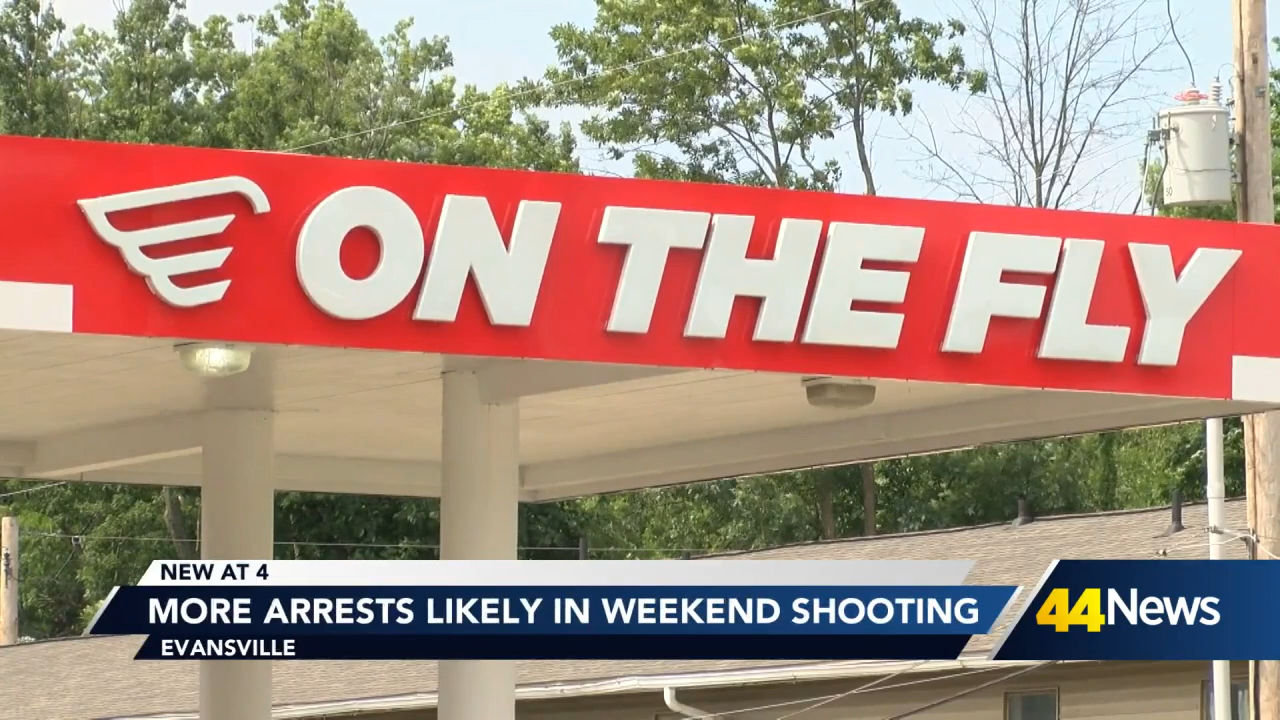 ON THE FLY
NEW AT 4
MORE ARRESTS LIKELY IN WEEKEND SHOOTING
44News
EVANSVILLE